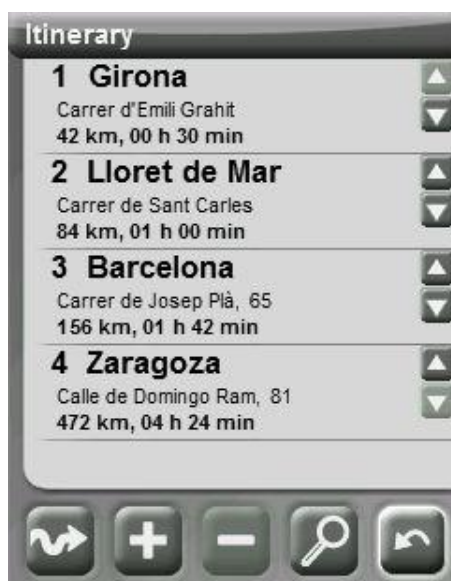 Itinerary
1 Girona
Carrer d'Emili Grahit
42 km, 00 h 30 min
2 Lloret de Mar
Carrer de Sant Carles
84 km, 01 h 00 min
3 Barcelona
Carrer de Josep Plà, 65
156 km, 01 h 42 min
4 Zaragoza
Calle de Domingo Ram, 81
472 km, 04 h 24 min